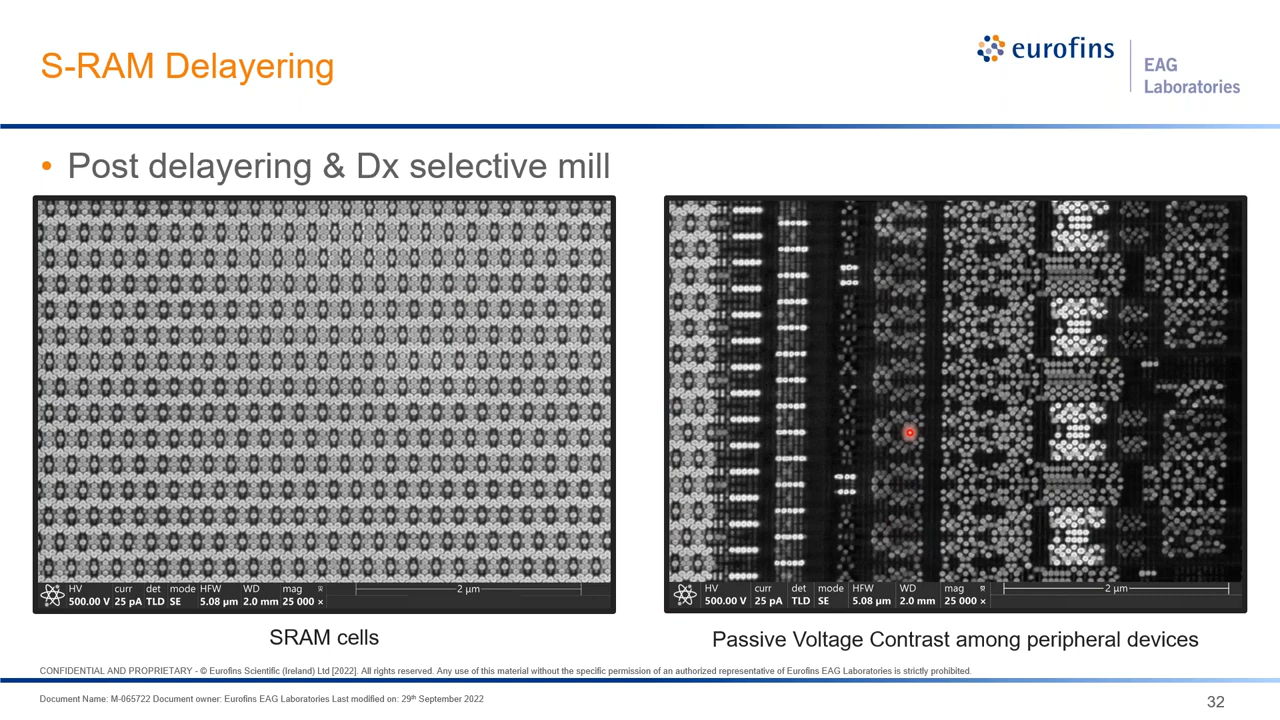 S-RAM Delayering
eurofins
EAG
Laboratories
• Post delayering & Dx selective mill
HV curr det mode HFW WD mag
500.00 V 25 pA TLD SE 5.08 µm 2.0 mm 25 000 ×
2 µm
HV curr det mode HFW WD mag
500.00 V 25 pA TLD SE 5.08 µm 2.0 mm 25 000 ×
2 µm
SRAM cells
Passive Voltage Contrast among peripheral devices
CONFIDENTIAL AND PROPRIETARY - © Eurofins Scientific (Ireland) Ltd [2022]. All rights reserved. Any use of this material without the specific permission of an authorized representative of Eurofins EAG Laboratories is strictly prohibited.
Document Name: M-065722 Document owner: Eurofins EAG Laboratories Last modified on: 29th September 2022
32